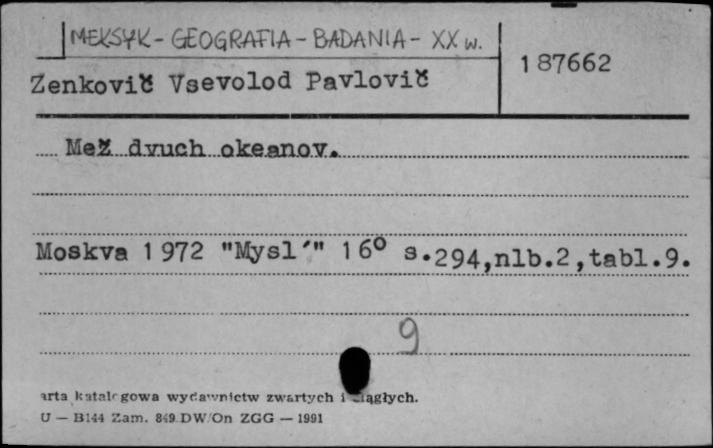 MEKSYK - GEOGRAFIA - BADANIA - XX w.
187662
Zenkovič Vsevolod Pavlovič
Mež dvuch okeanov.
Moskva 1972 "Mysl´" 16° s.294,nlb.2,tabl.9.
9
arta katalogowa wydawnictw zwartych i ciągłych.
U — B144 Zam. 849 DW/On ZGG — 1991